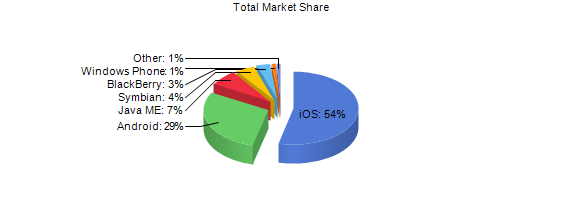 Total Market Share
Other: 1%
Windows Phone: 1%
BlackBerry: 3%
Symbian: 4%
Java ME: 7%
Android: 29%
iOS: 54%